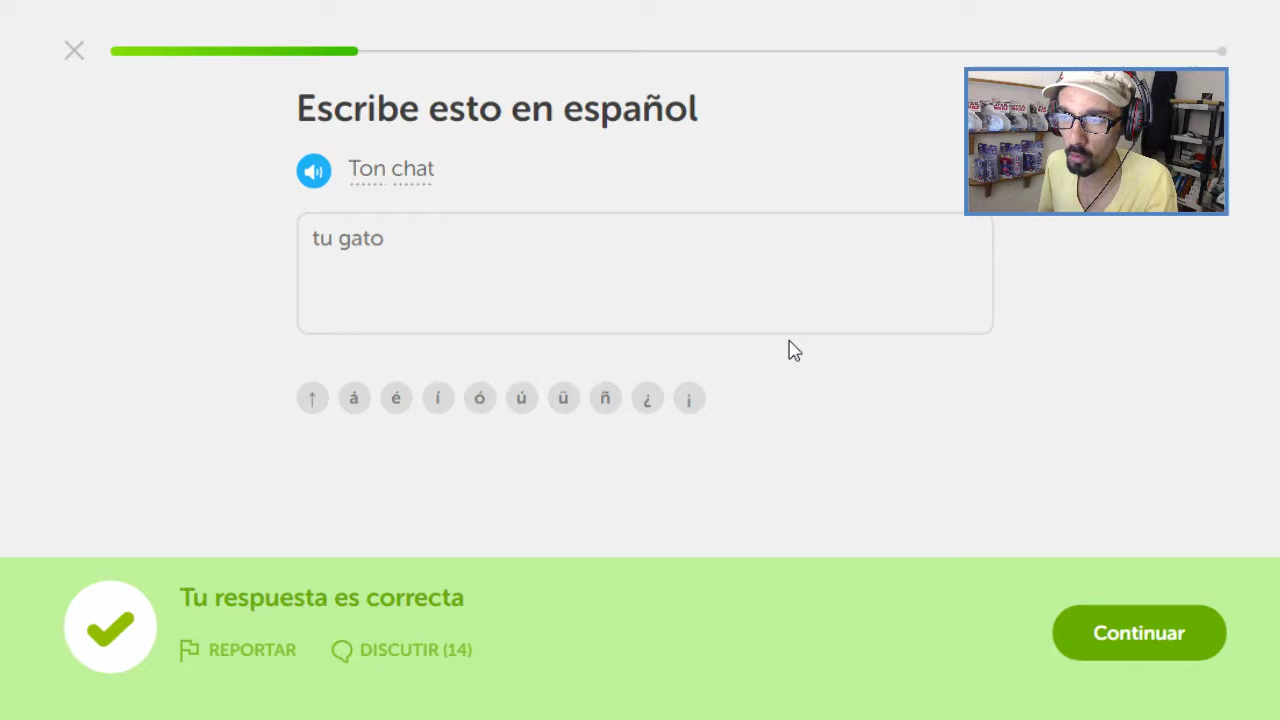 Escribe esto en español
Ton chat
tu gato
↑ á é í ó ú ü ñ ¿ ¡
Tu respuesta es correcta
REPORTAR DISCUTIR (14)
Continuar